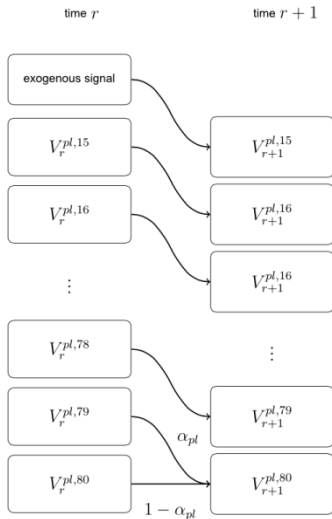 time r time r + 1
exogenous signal
V_r^{pl,15} V_{r+1}^{pl,15}
V_r^{pl,16} V_{r+1}^{pl,16}
V_{r+1}^{pl,16}
⋮
⋮
V_r^{pl,78}
V_r^{pl,79} V_{r+1}^{pl,79}
α_{pl}
V_r^{pl,80} V_{r+1}^{pl,80}
1 − α_{pl}